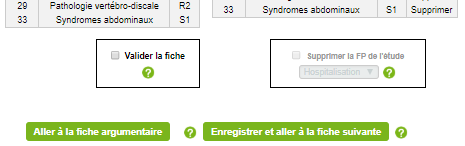 29 Pathologie vertébro-discale R2
33 Syndromes abdominaux S1
33 Syndromes abdominaux S1 Supprimer
Valider la fiche
?
Supprimer la FP de l'étude
Hospitalisation ▼ ?
Aller à la fiche argumentaire ? Enregistrer et aller à la fiche suivante ?